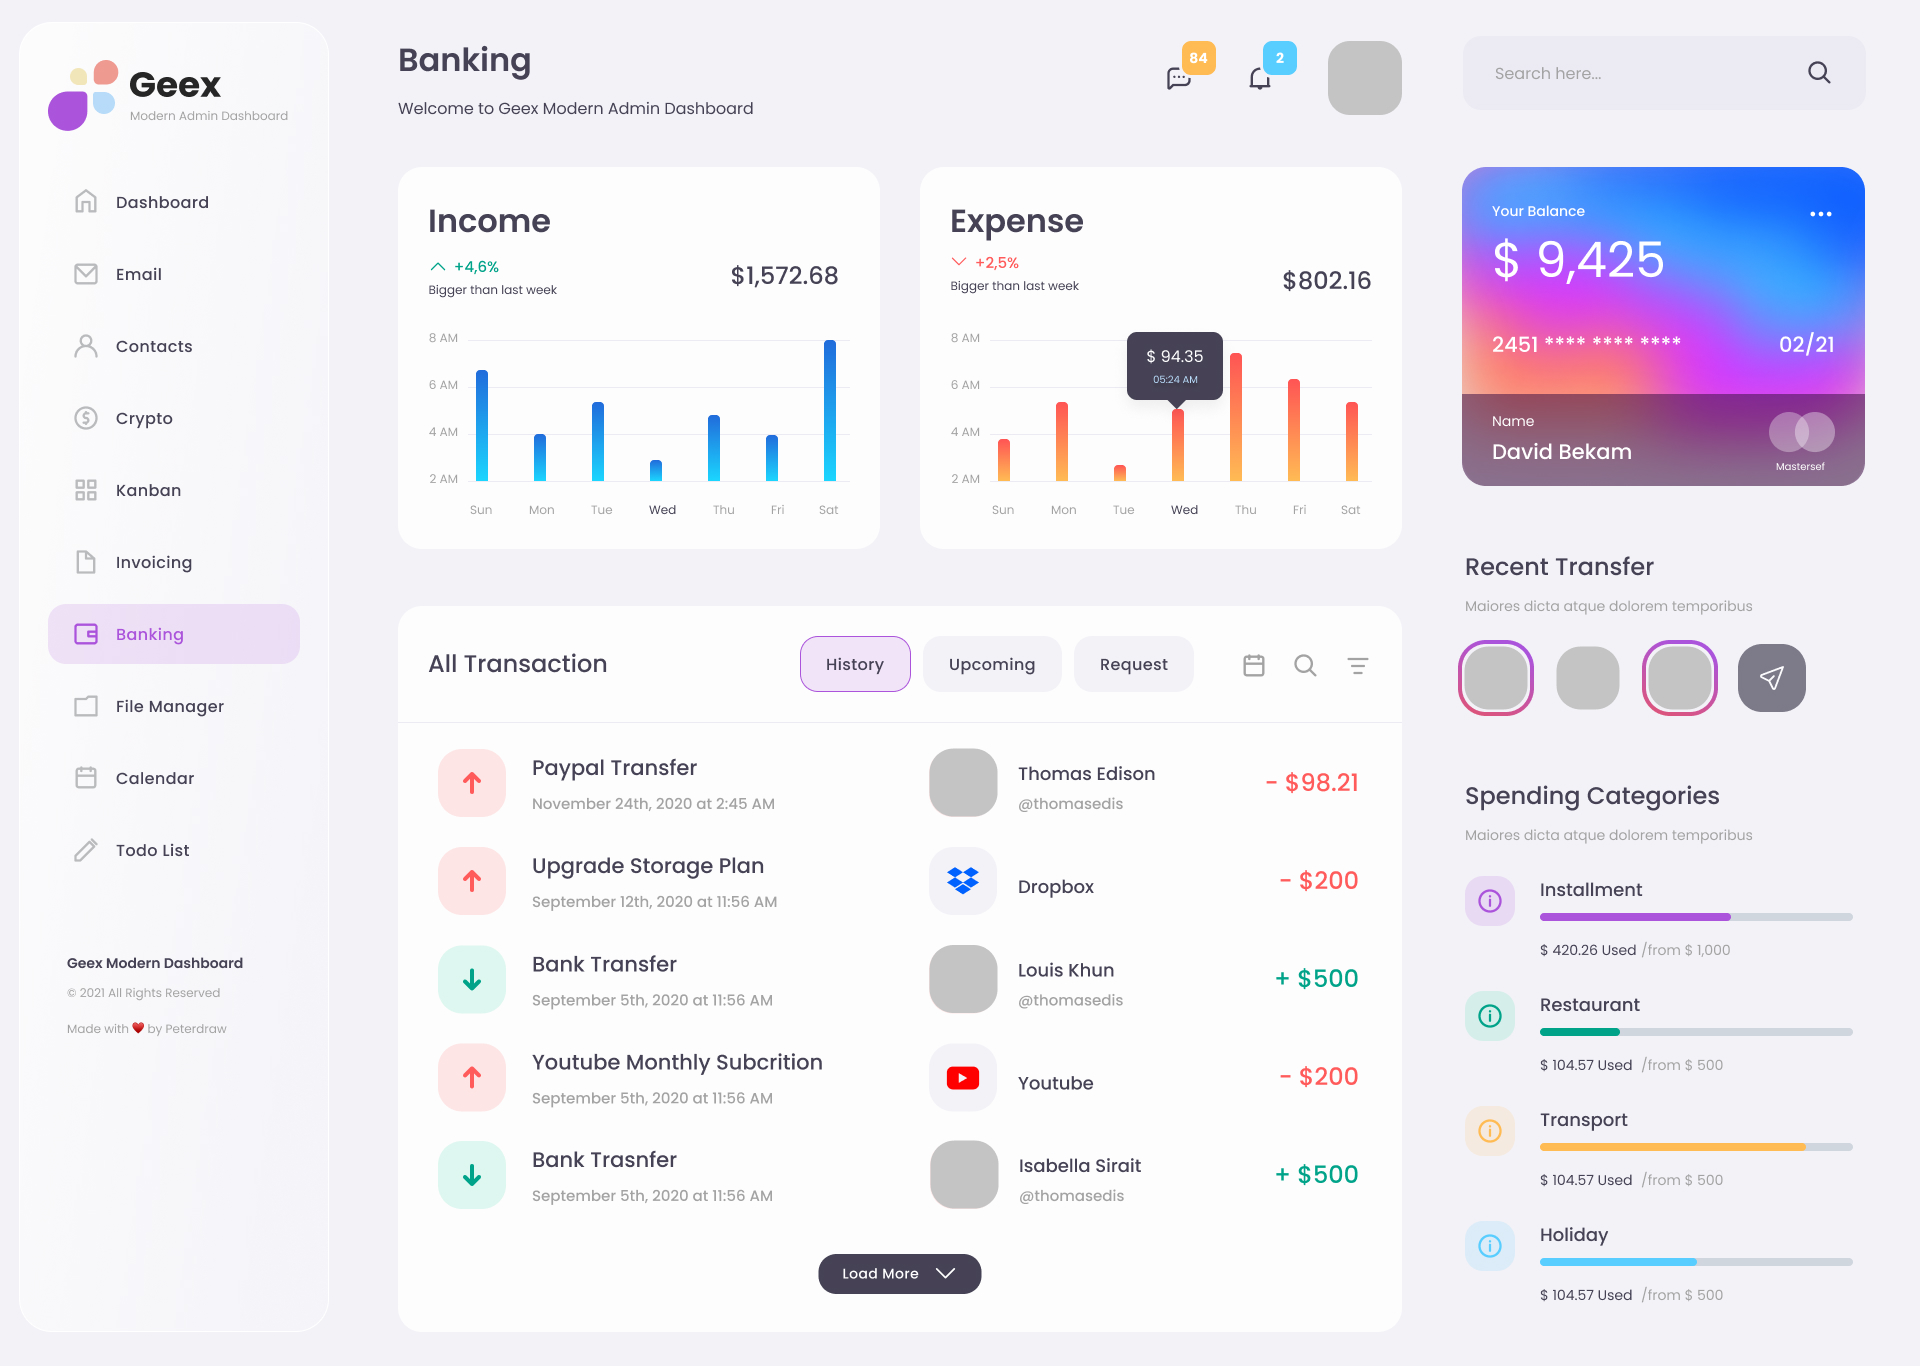 Geex
Modern Admin Dashboard
Dashboard
Email
Contacts
Crypto
Kanban
Invoicing
Banking
File Manager
Calendar
Todo List
Geex Modern Dashboard
© 2021 All Rights Reserved
Made with ❤ by Peterdraw
Banking
Welcome to Geex Modern Admin Dashboard
84
2
Search here...
Income
+4,6%
Bigger than last week
$1,572.68
8 AM
6 AM
4 AM
2 AM
Sun Mon Tue Wed Thu Fri Sat
Expense
+2,5%
Bigger than last week
$802.16
8 AM
6 AM
4 AM
2 AM
$ 94.35
05:24 AM
Sun Mon Tue Wed Thu Fri Sat
Your Balance
$ 9,425
2451 **** **** **** 02/21
Name
David Bekam
Mastersef
All Transaction
History Upcoming Request
Paypal Transfer
November 24th, 2020 at 2:45 AM
Thomas Edison
@thomasedis
- $98.21
Upgrade Storage Plan
September 12th, 2020 at 11:56 AM
Dropbox
- $200
Bank Transfer
September 5th, 2020 at 11:56 AM
Louis Khun
@thomasedis
+ $500
Youtube Monthly Subcrition
September 5th, 2020 at 11:56 AM
Youtube
- $200
Bank Trasnfer
September 5th, 2020 at 11:56 AM
Isabella Sirait
@thomasedis
+ $500
Load More
Recent Transfer
Maiores dicta atque dolorem temporibus
Spending Categories
Maiores dicta atque dolorem temporibus
Installment
$ 420.26 Used /from $ 1,000
Restaurant
$ 104.57 Used /from $ 500
Transport
$ 104.57 Used /from $ 500
Holiday
$ 104.57 Used /from $ 500